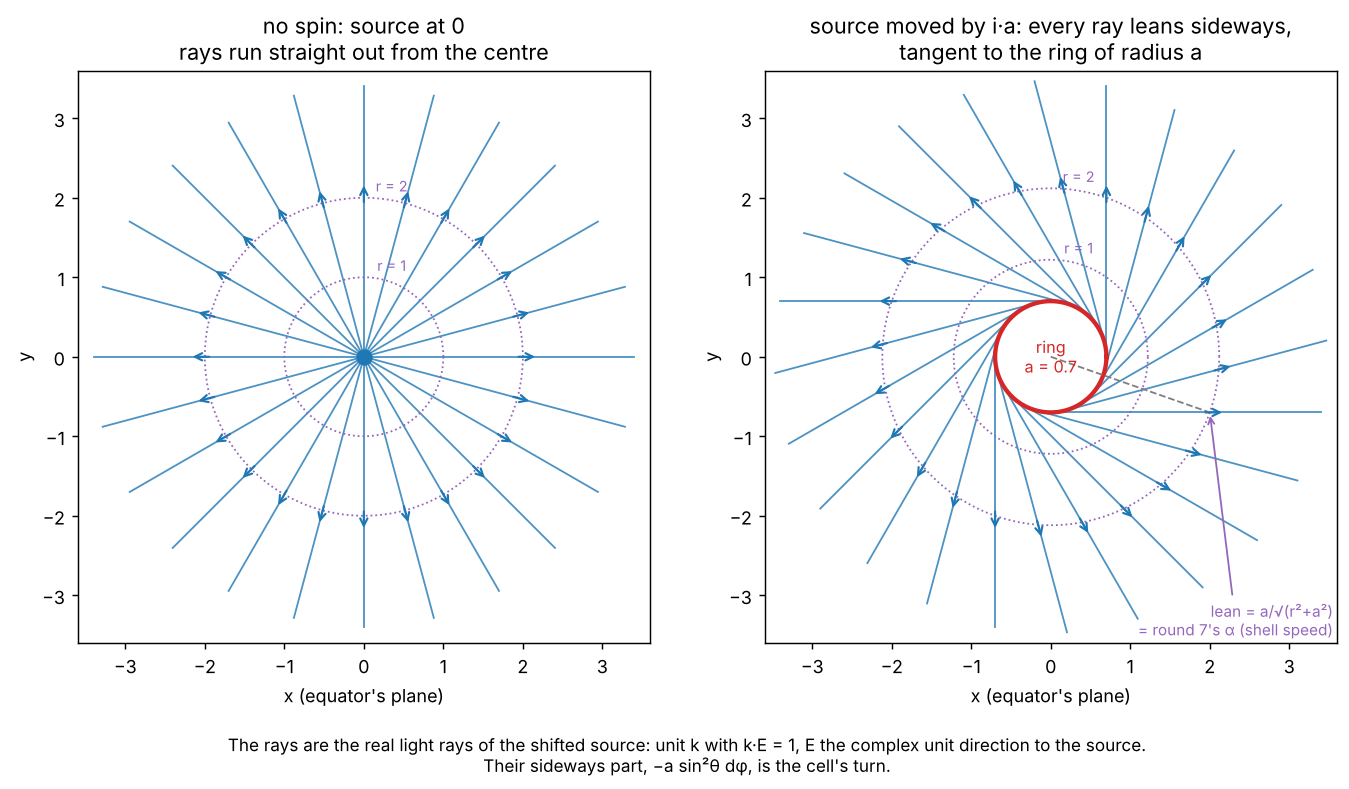 no spin: source at 0
rays run straight out from the centre
source moved by i·a: every ray leans sideways,
tangent to the ring of radius a
3
2
1
0
−1
−2
−3
y
r = 2
r = 1
−3
−2
−1
0
1
2
3
x (equator's plane)
3
2
1
0
−1
−2
−3
y
r = 2
r = 1
ring
a = 0.7
lean = a/√(r²+a²)
= round 7's α (shell speed)
−3
−2
−1
0
1
2
3
x (equator's plane)
The rays are the real light rays of the shifted source: unit k with k·E = 1, E the complex unit direction to the source.
Their sideways part, −a sin²θ dφ, is the cell's turn.